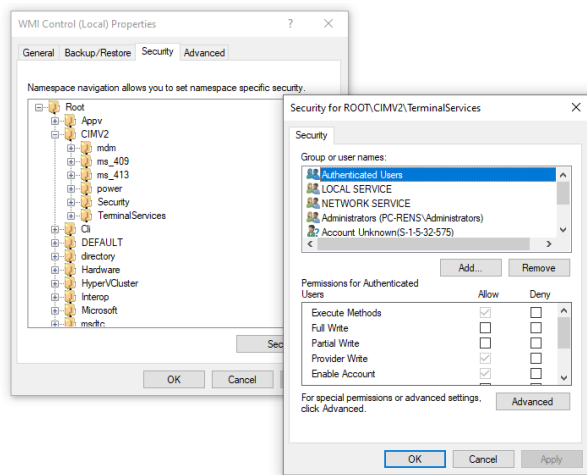 WMI Control (Local) Properties
General Backup/Restore Security Advanced
Namespace navigation allows you to set namespace specific security.
Root
Appv
CIMV2
mdm
ms_409
ms_413
power
Security
TerminalServices
Cli
DEFAULT
directory
Hardware
HyperVCluster
Interop
Microsoft
msdtc
Sec
OK Cancel
Security for ROOT\CIMV2\TerminalServices
Security
Group or user names:
Authenticated Users
LOCAL SERVICE
NETWORK SERVICE
Administrators (PC-RENS\Administrators)
Account Unknown(S-1-5-32-575)
Add... Remove
Permissions for Authenticated
Users Allow Deny
Execute Methods
Full Write
Partial Write
Provider Write
Enable Account
For special permissions or advanced settings,
click Advanced.
Advanced
OK Cancel Apply